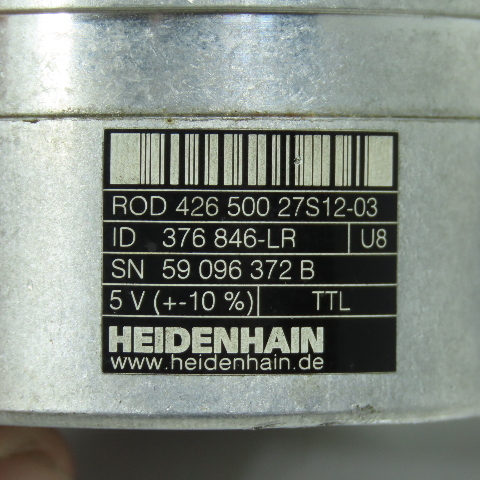 ROD 426 500 27S12-03
ID 376 846-LR U8
SN 59 096 372 B
5 V (+-10 %) TTL
HEIDENHAIN
www.heidenhain.de